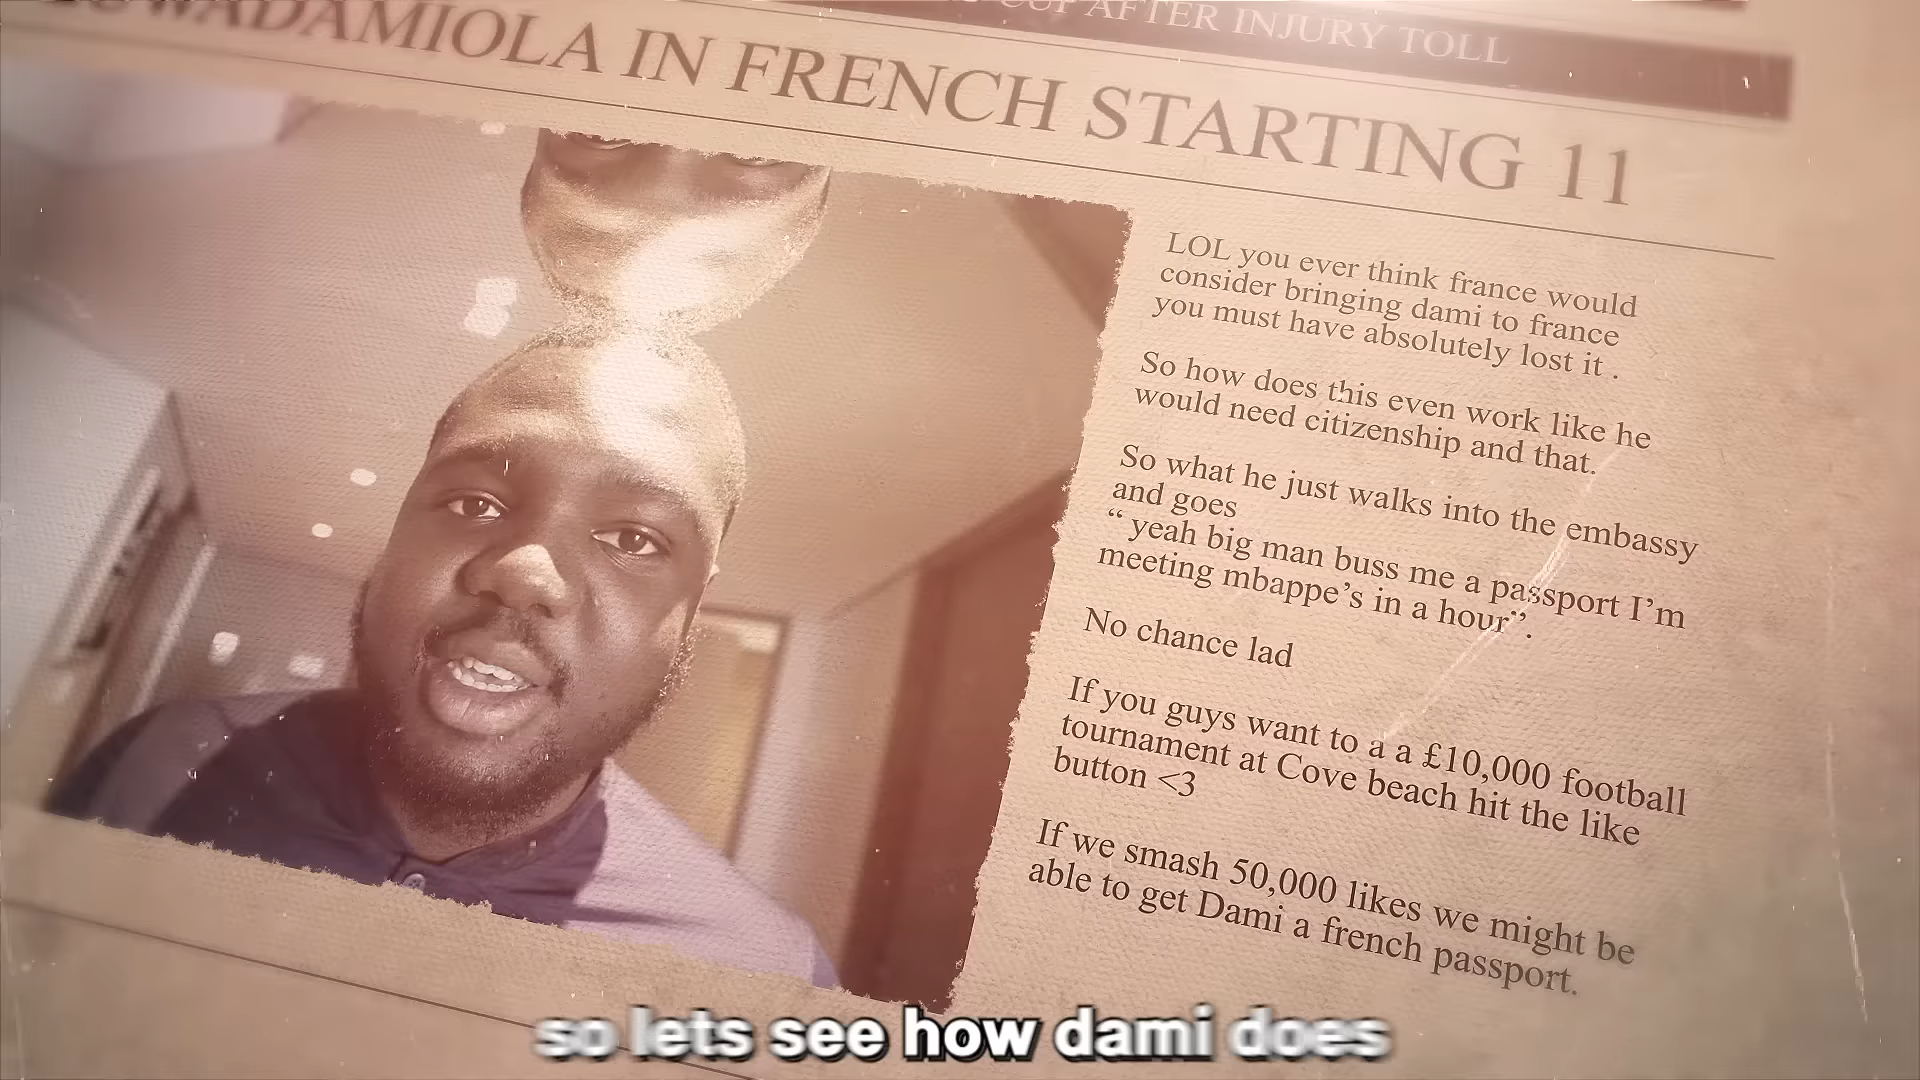 CUP AFTER INJURY TOLL
IN FRENCH STARTING 11
LOL you ever think france would
consider bringing dami to france
you must have absolutely lost it .
So how does this even work like he
would need citizenship and that.
So what he just walks into the embassy
and goes
“ yeah big man buss me a passport I’m
meeting mbappe’s in a hour”.
No chance lad
If you guys want to a a £10,000 football
tournament at Cove beach hit the like
button <3
If we smash 50,000 likes we might be
able to get Dami a french passport.
so lets see how dami does